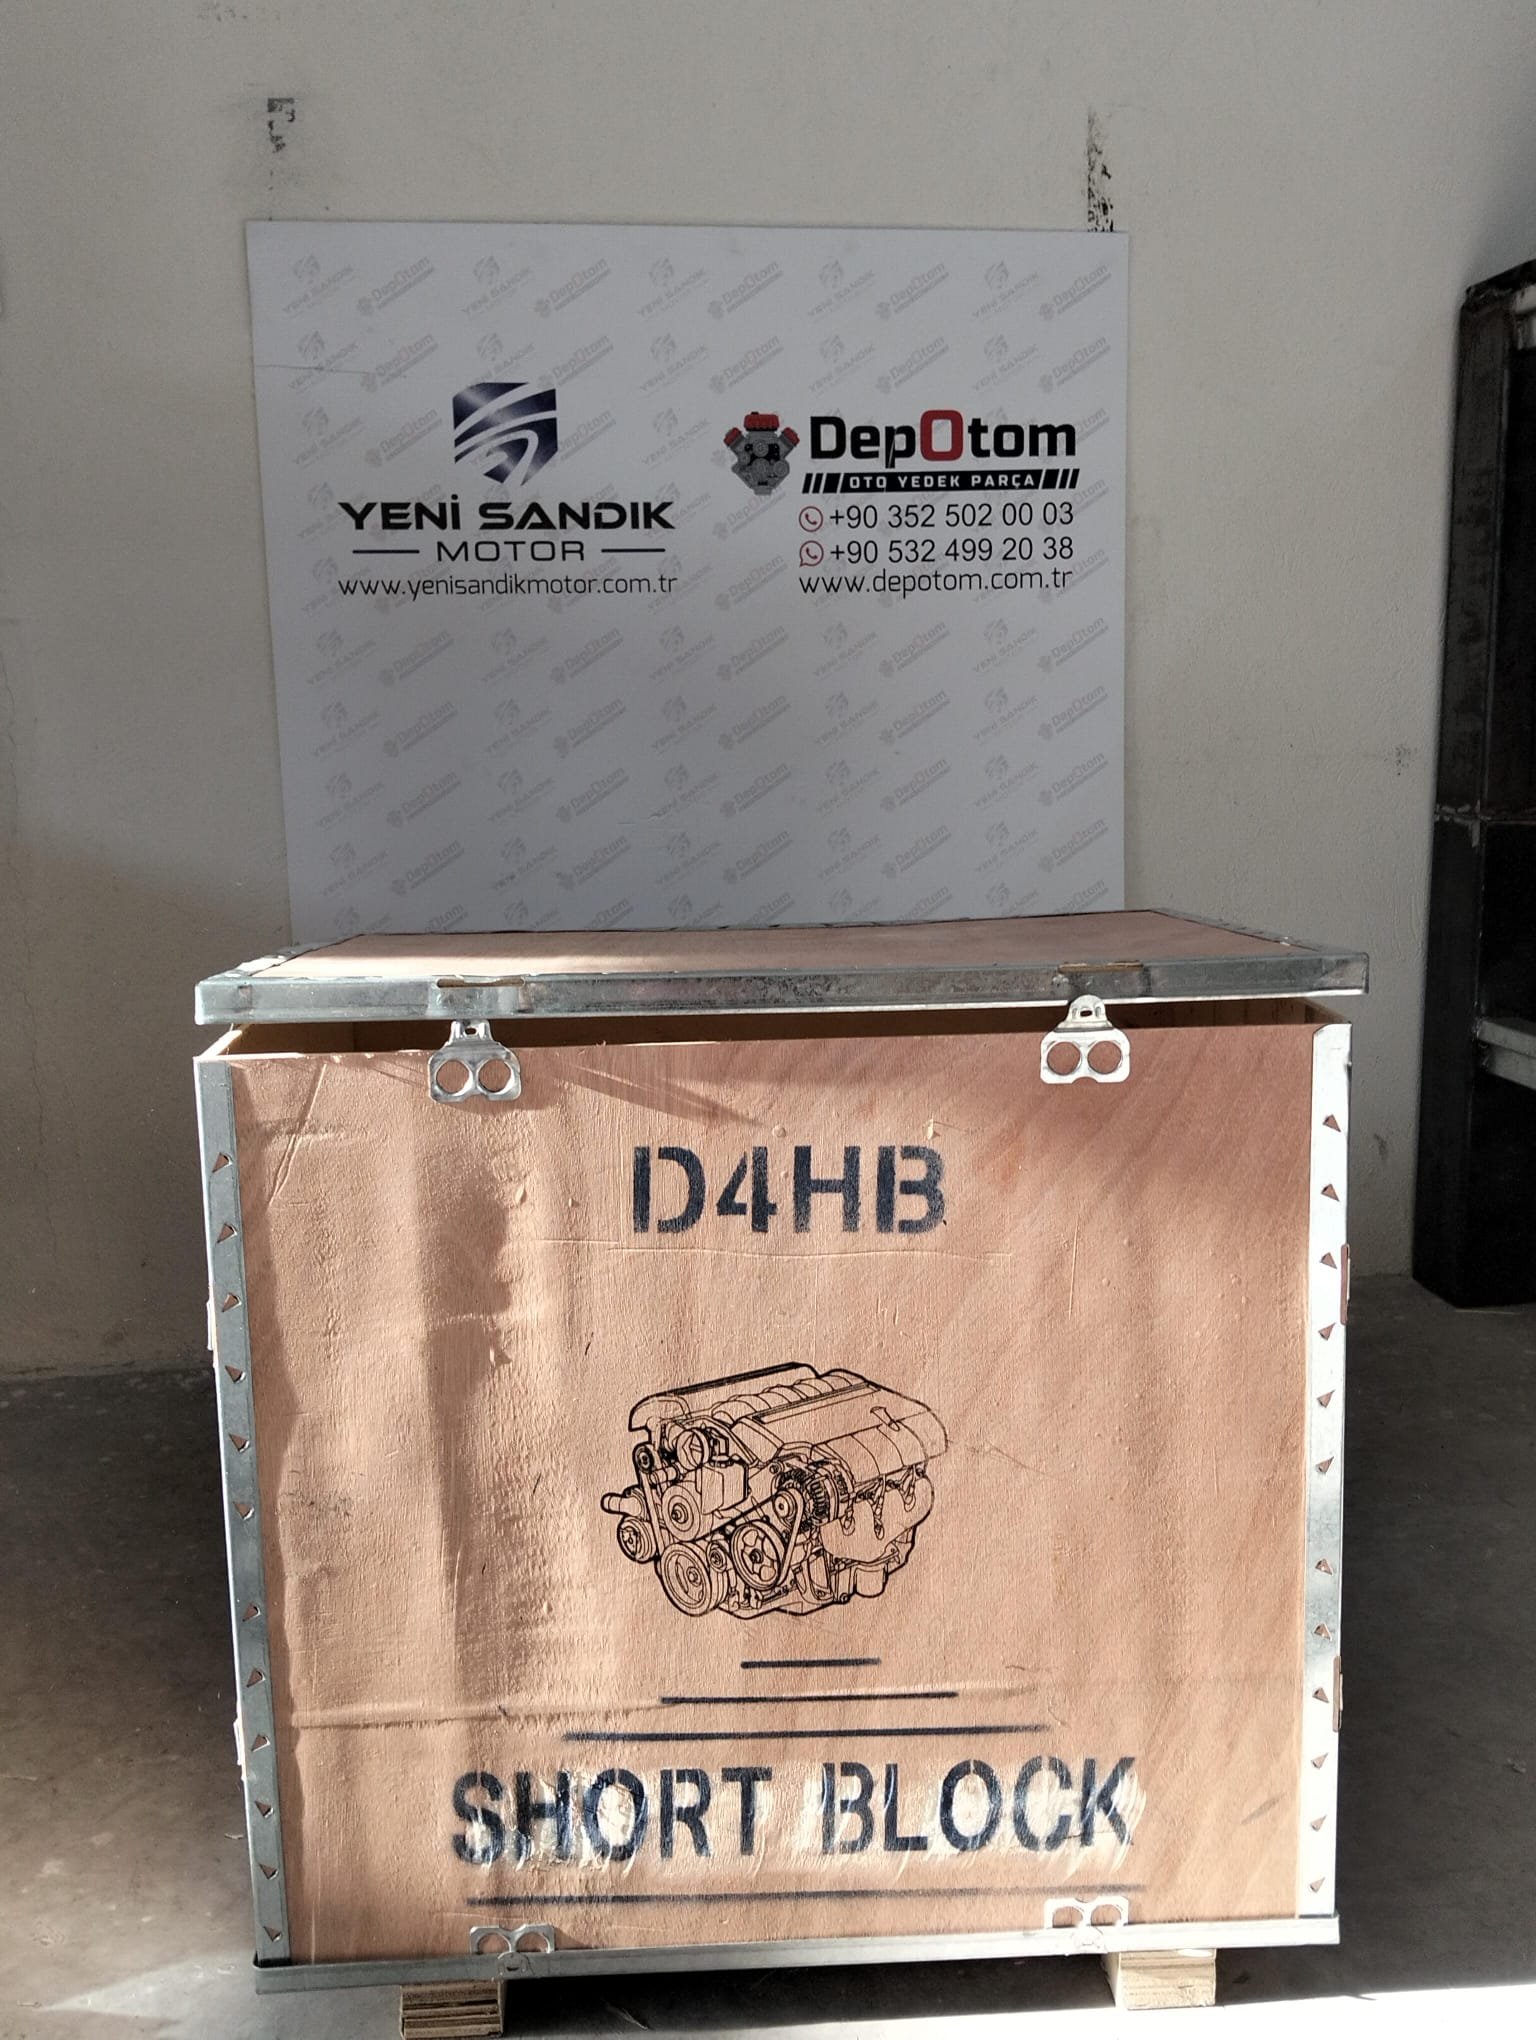 YENİ SANDIK
MOTOR
www.yenisandikmotor.com.tr
DepOtom
OTO YEDEK PARÇA
+90 352 502 00 03
+90 532 499 20 38
www.depotom.com.tr
D4HB
SHORT BLOCK